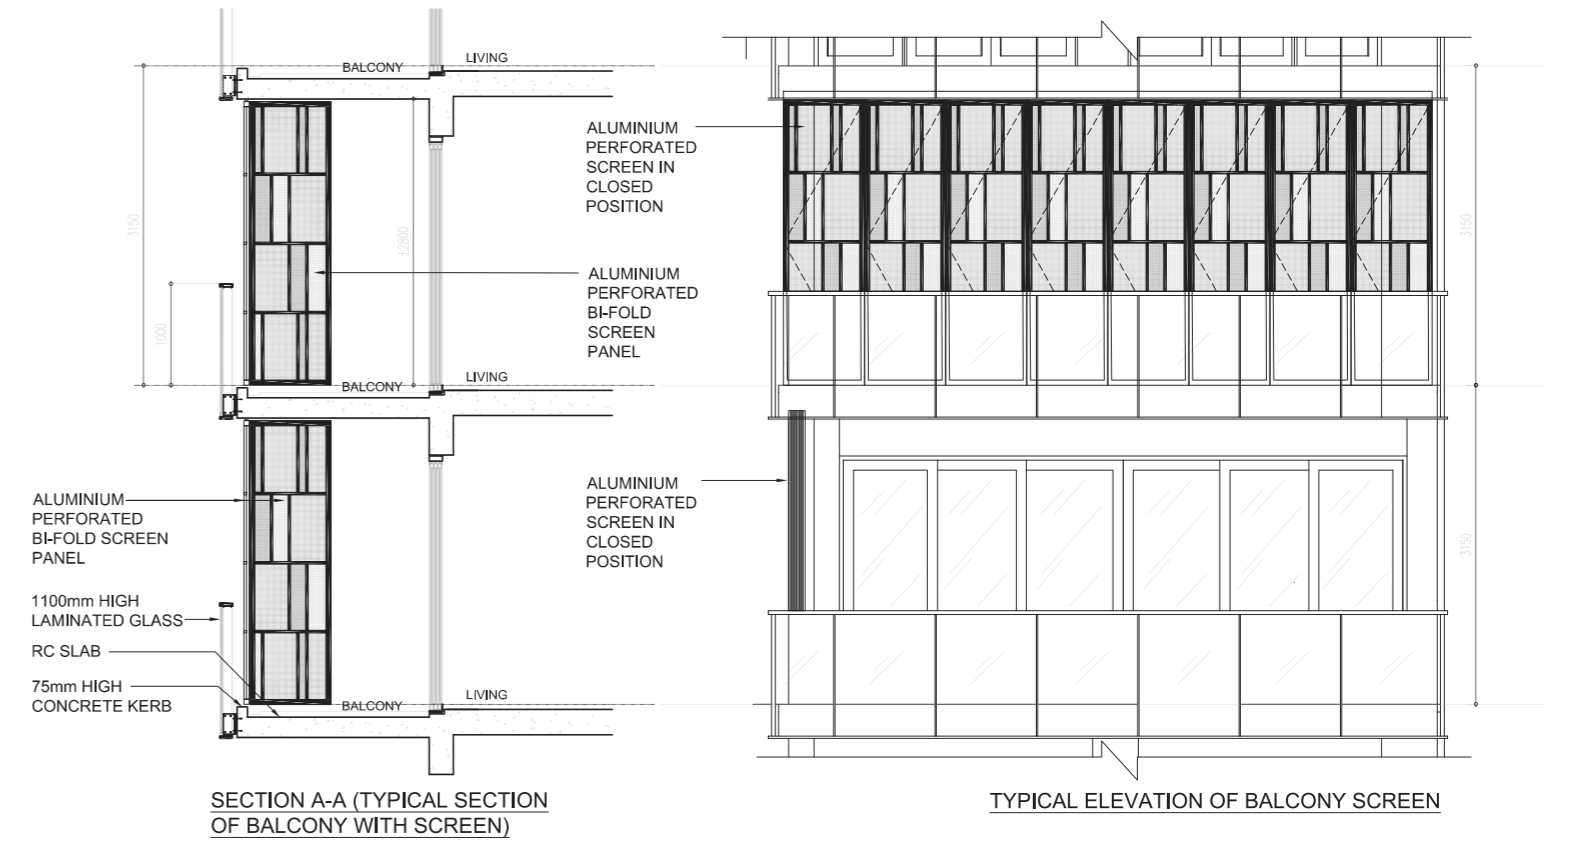 BALCONY
LIVING
3150
±2800
1000
ALUMINIUM
PERFORATED
BI-FOLD
SCREEN
PANEL
BALCONY
LIVING
ALUMINIUM
PERFORATED
BI-FOLD SCREEN
PANEL
1100mm HIGH
LAMINATED GLASS
RC SLAB
75mm HIGH
CONCRETE KERB
BALCONY
LIVING
SECTION A-A (TYPICAL SECTION
OF BALCONY WITH SCREEN)
ALUMINIUM
PERFORATED
SCREEN IN
CLOSED
POSITION
3150
ALUMINIUM
PERFORATED
SCREEN IN
CLOSED
POSITION
3150
TYPICAL ELEVATION OF BALCONY SCREEN